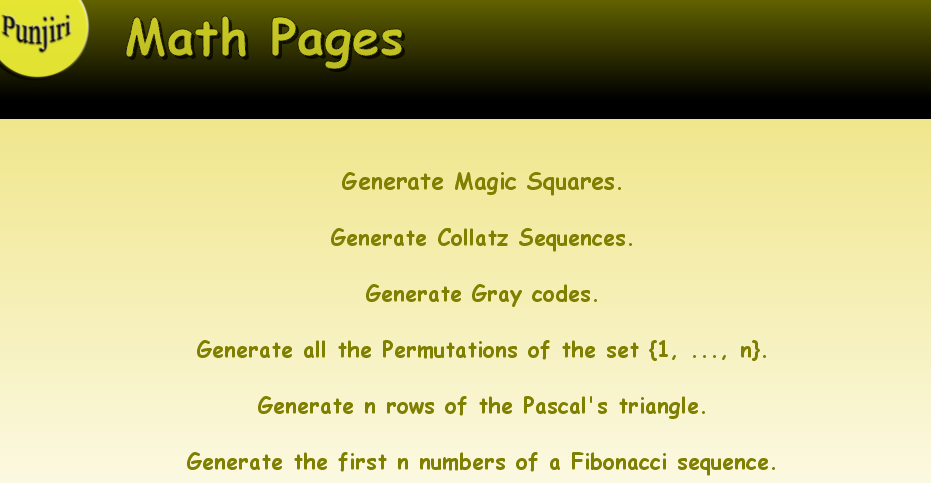 Punjiri
Math Pages
Generate Magic Squares.
Generate Collatz Sequences.
Generate Gray codes.
Generate all the Permutations of the set {1, ..., n}.
Generate n rows of the Pascal's triangle.
Generate the first n numbers of a Fibonacci sequence.